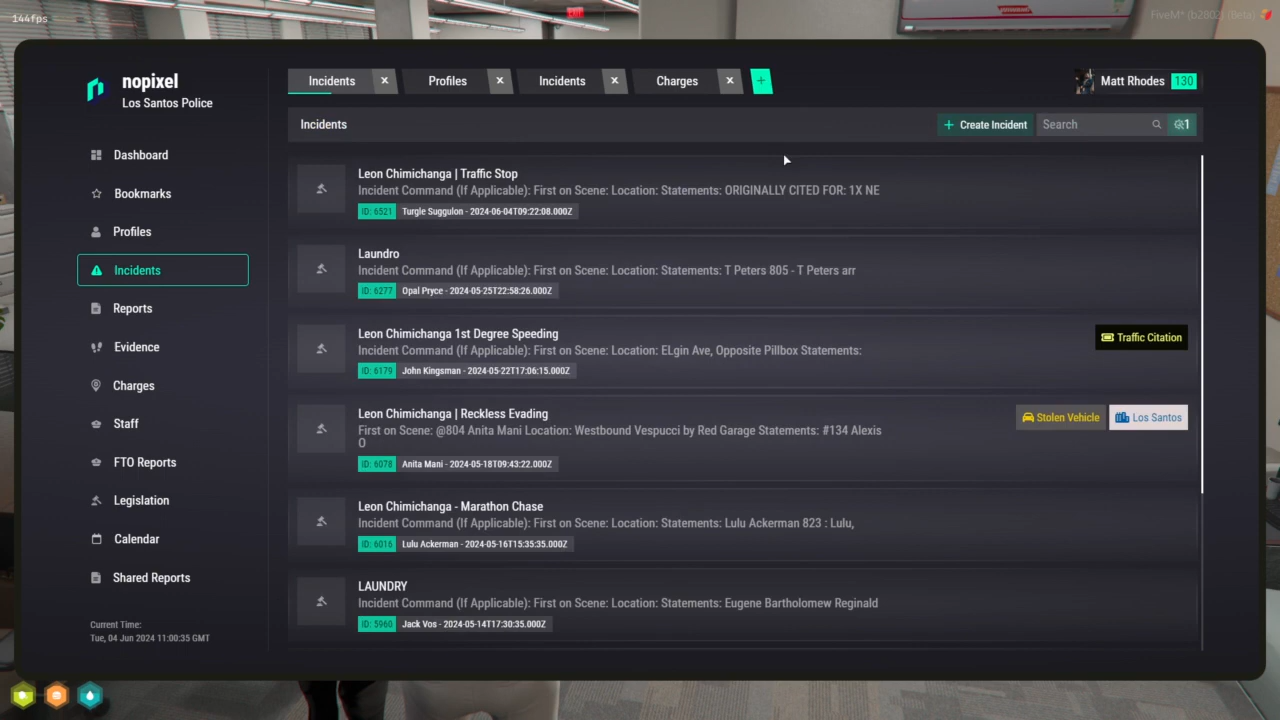 144fps
EXIT
FiveM* (b2802) (Beta)
nopixel
Los Santos Police
Incidents
Profiles
Incidents
Charges
Matt Rhodes 130
Incidents
Create Incident
Search
1
Dashboard
Bookmarks
Profiles
Incidents
Reports
Evidence
Charges
Staff
FTO Reports
Legislation
Calendar
Shared Reports
Current Time:
Tue, 04 Jun 2024 11:00:35 GMT
Leon Chimichanga | Traffic Stop
Incident Command (If Applicable): First on Scene: Location: Statements: ORIGINALLY CITED FOR: 1X NE
ID: 6521 Turgle Suggulon - 2024-06-04T09:22:08.000Z
Laundro
Incident Command (If Applicable): First on Scene: Location: Statements: T Peters 805 - T Peters arr
ID: 6277 Opal Pryce - 2024-05-25T22:58:26.000Z
Leon Chimichanga 1st Degree Speeding
Incident Command (If Applicable): First on Scene: Location: ELgin Ave, Opposite Pillbox Statements:
ID: 6179 John Kingsman - 2024-05-22T17:06:15.000Z
Traffic Citation
Leon Chimichanga | Reckless Evading
First on Scene: @804 Anita Mani Location: Westbound Vespucci by Red Garage Statements: #134 Alexis
O
ID: 6078 Anita Mani - 2024-05-18T09:43:22.000Z
Stolen Vehicle
Los Santos
Leon Chimichanga - Marathon Chase
Incident Command (If Applicable): First on Scene: Location: Statements: Lulu Ackerman 823 : Lulu,
ID: 6016 Lulu Ackerman - 2024-05-16T15:35:35.000Z
LAUNDRY
Incident Command (If Applicable): First on Scene: Location: Statements: Eugene Bartholomew Reginald
ID: 5960 Jack Vos - 2024-05-14T17:30:35.000Z